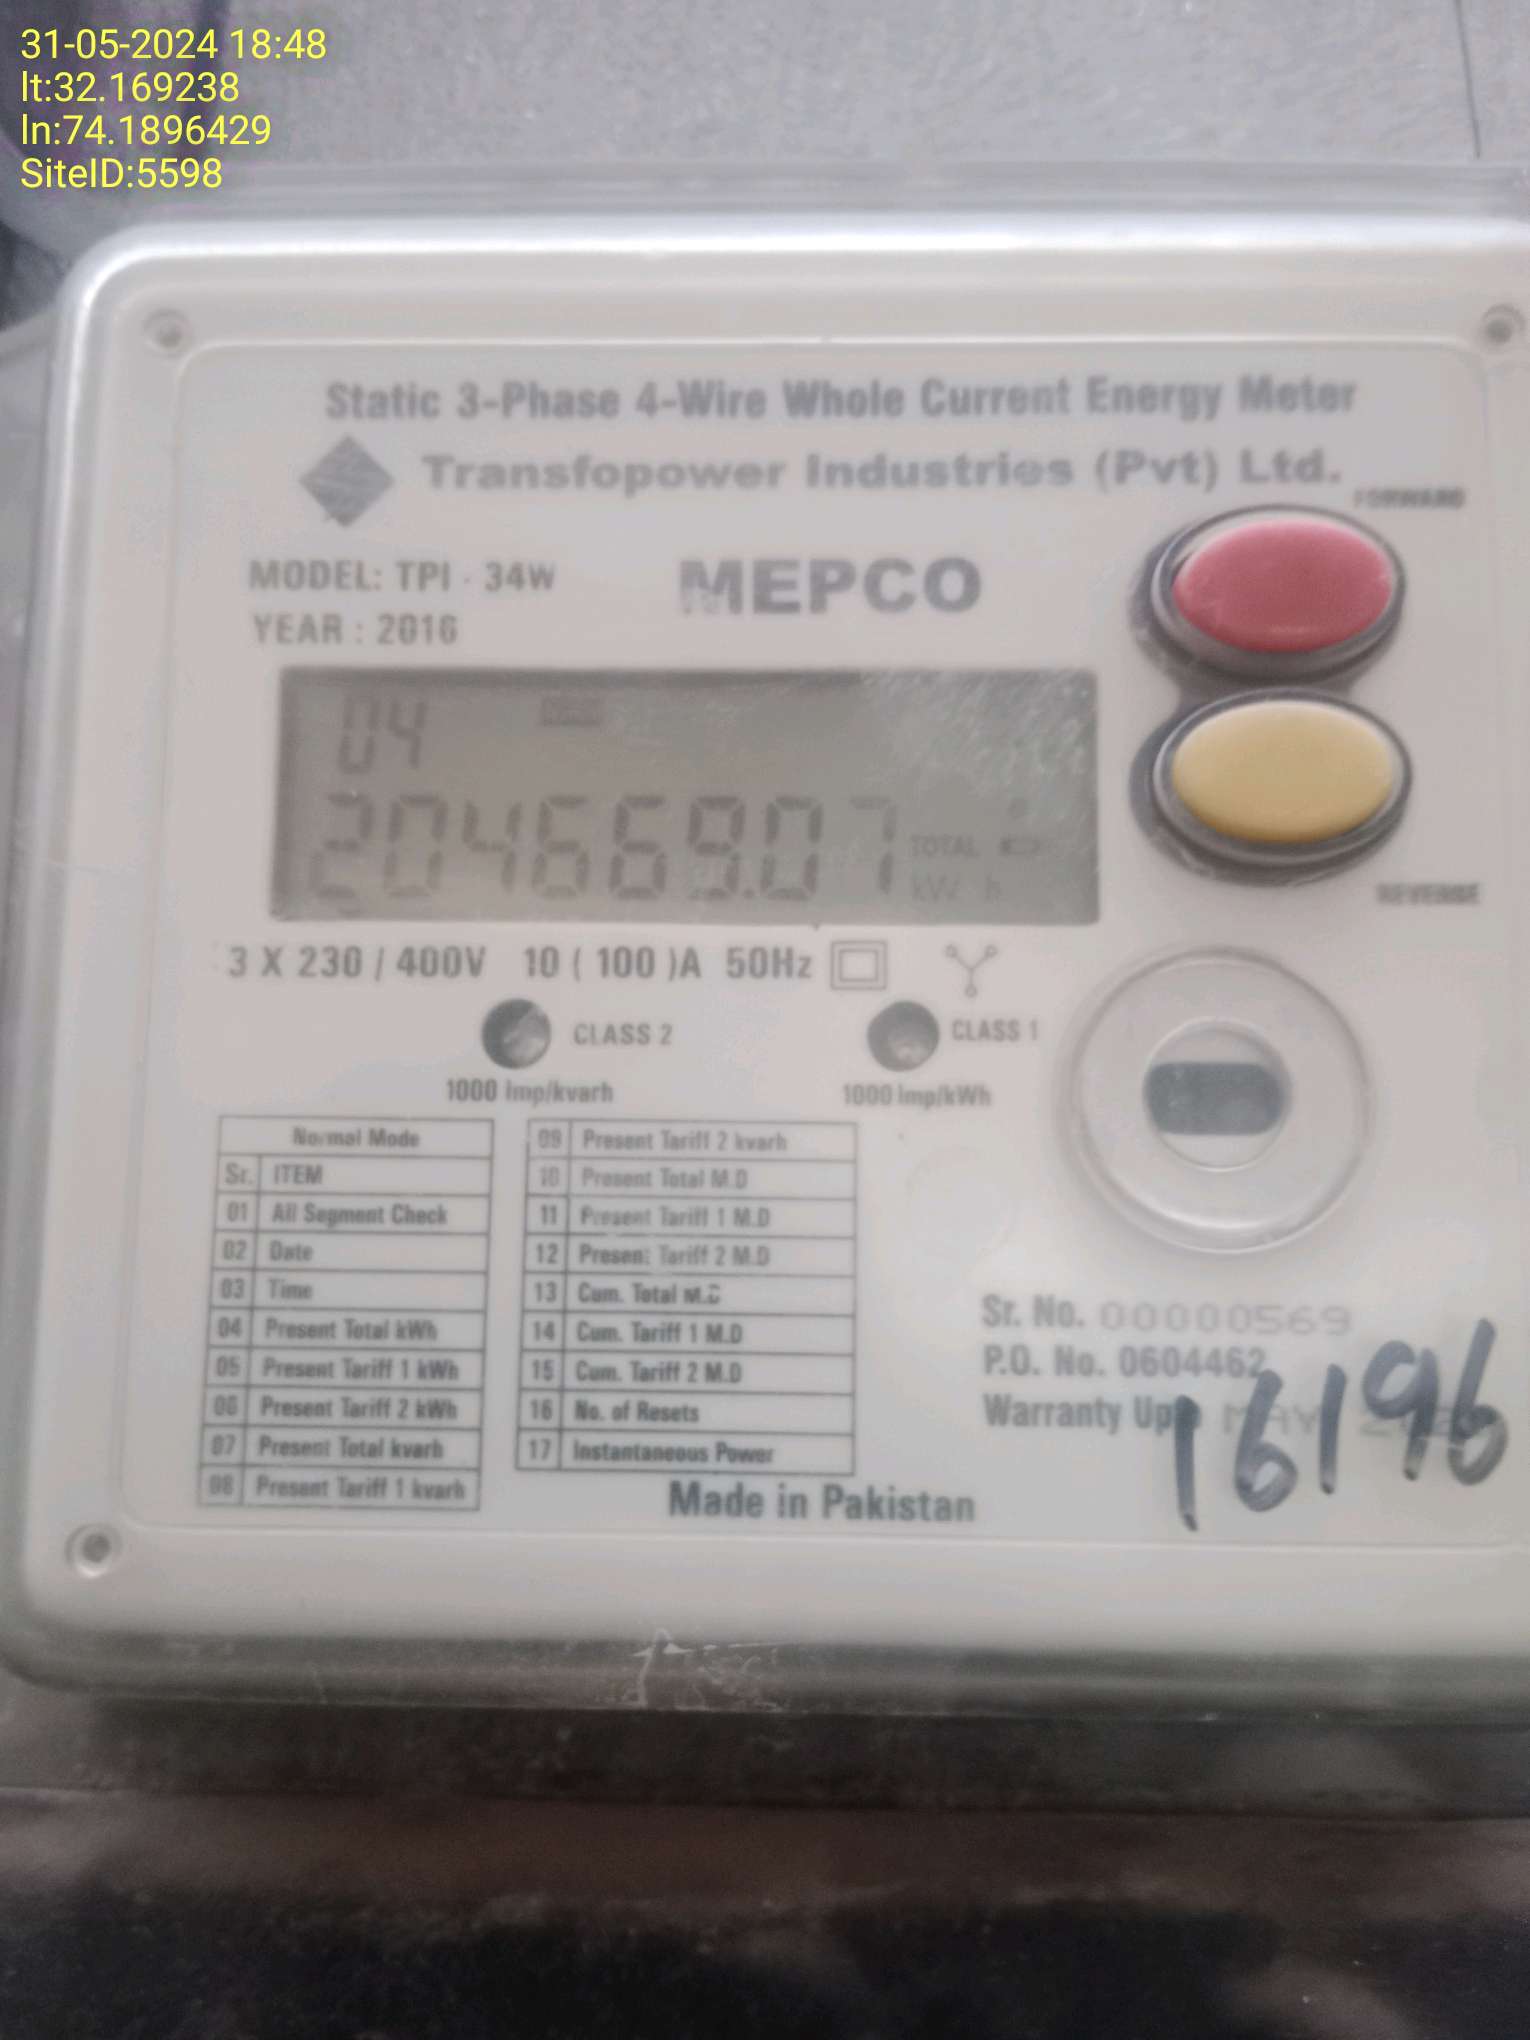 31-05-2024 18:48
lt:32.169238
ln:74.1896429
SiteID:5598
Static 3-Phase 4-Wire Whole Current Energy Meter
Transfopower Industries (Pvt) Ltd.
FORWARD
MODEL: TPI - 34W
MEPCO
YEAR : 2016
04
204669.07
TOTAL
kW h
REVERSE
3 X 230 / 400V 10 ( 100 )A 50Hz
CLASS 2
CLASS 1
1000 imp/kvarh
1000 imp/kWh
Normal Mode
Sr. ITEM
01 All Segment Check
02 Date
03 Time
04 Present Total kWh
05 Present Tariff 1 kWh
06 Present Tariff 2 kWh
07 Present Total kvarh
08 Present Tariff 1 kvarh
09 Present Tariff 2 kvarh
10 Present Total M.D
11 Present Tariff 1 M.D
12 Present Tariff 2 M.D
13 Cum. Total M.D
14 Cum. Tariff 1 M.D
15 Cum. Tariff 2 M.D
16 No. of Resets
17 Instantaneous Power
Sr. No. 00000569
P.O. No. 0604462
Warranty MAY
16196
Made in Pakistan